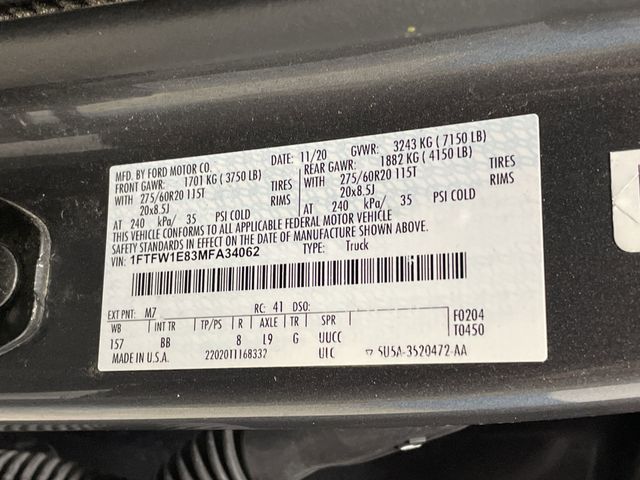 MFD. BY FORD MOTOR CO. DATE: 11/20 GVWR: 3243 KG ( 7150 LB)
FRONT GAWR: 1701 KG ( 3750 LB) REAR GAWR: 1882 KG ( 4150 LB)
WITH 275/60R20 115T TIRES WITH 275/60R20 115T TIRES
20x8.5J RIMS 20x8.5J RIMS
AT 240 kPa/ 35 PSI COLD AT 240 kPa/ 35 PSI COLD
THIS VEHICLE CONFORMS TO ALL APPLICABLE FEDERAL MOTOR VEHICLE
SAFETY STANDARDS IN EFFECT ON THE DATE OF MANUFACTURE SHOWN ABOVE.
VIN: 1FTFW1E83MFA34062 TYPE: Truck
EXT PNT: M7 RC: 41 DSO: F0204
WB INT TR TP/PS R AXLE TR SPR T0450
157 BB 8 L9 G UUCC
MADE IN U.S.A. 2202011168332 UIC 5U5A-3520472-AA